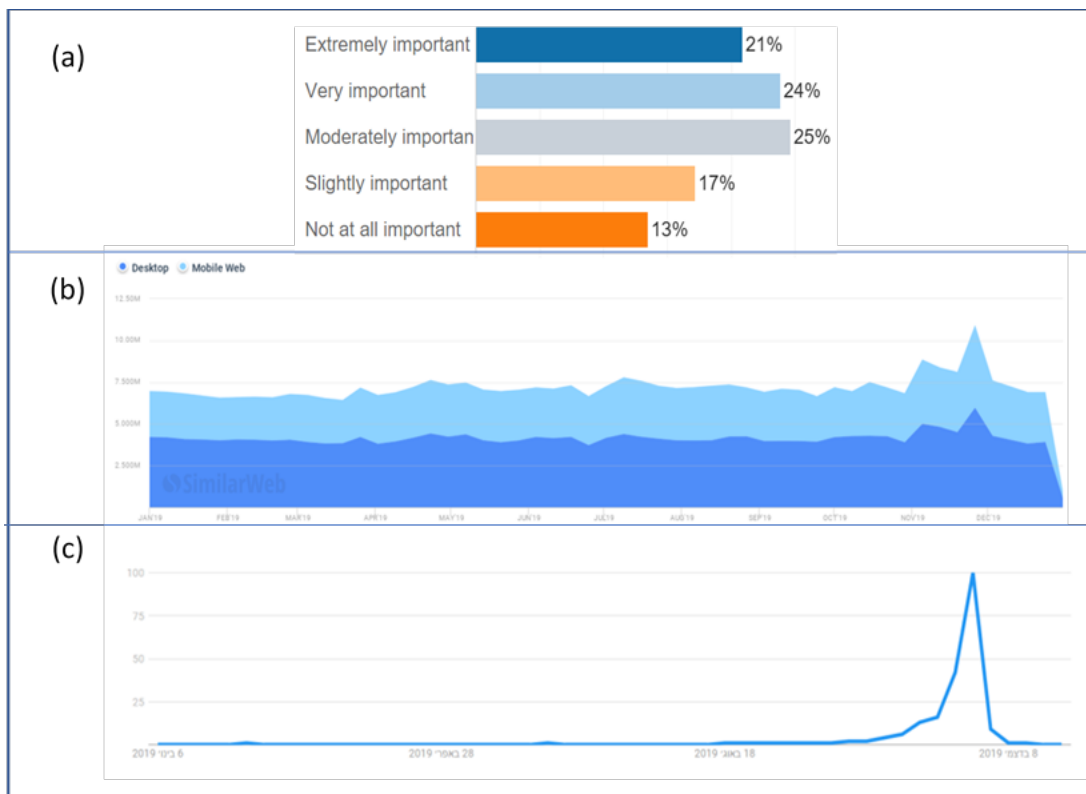 (a)
Extremely important 21%
Very important 24%
Moderately importan 25%
Slightly important 17%
Not at all important 13%
(b)
Desktop Mobile Web
12.50M
10.00M
7.500M
5.000M
2.500M
SimilarWeb
JAN'19 FEB'19 MAR'19 APR'19 MAY'19 JUN'19 JUL'19 AUG'19 SEP'19 OCT'19 NOV'19 DEC'19
(c)
100
75
50
25
6 בינו׳ 2019 28 באפר׳ 2019 18 באוג׳ 2019 8 בדצמ׳ 2019